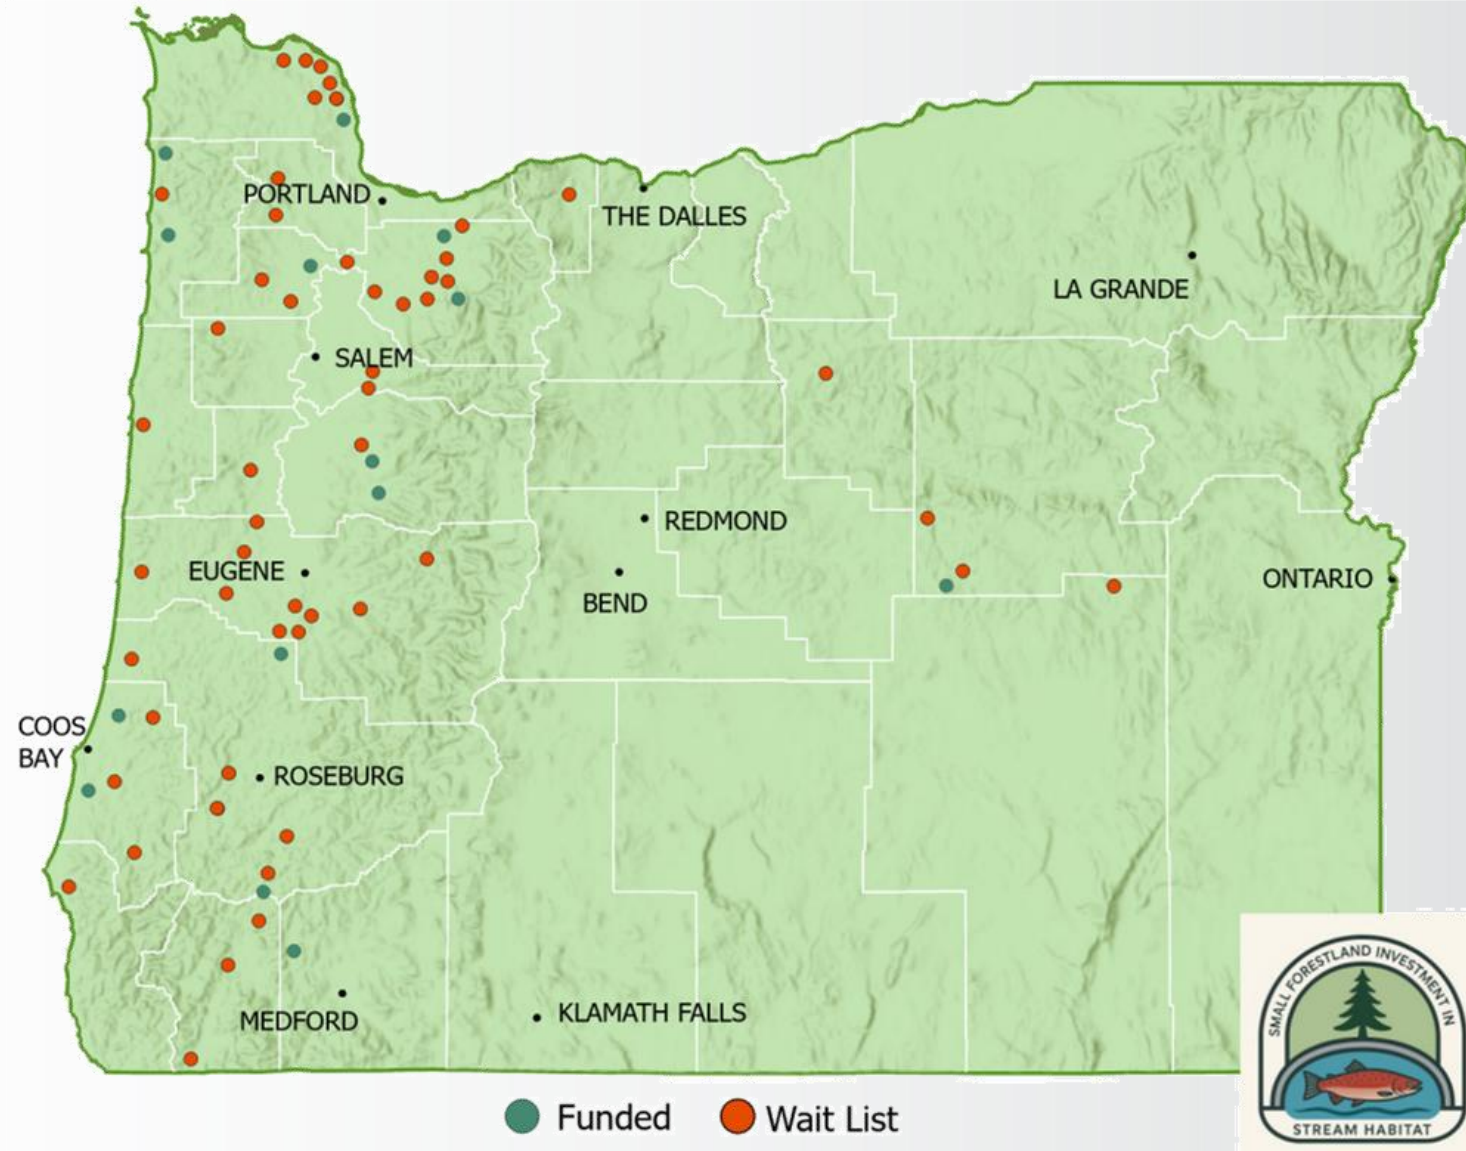 PORTLAND
THE DALLES
LA GRANDE
SALEM
REDMOND
EUGENE
BEND
ONTARIO
COOS
BAY
ROSEBURG
MEDFORD
KLAMATH FALLS
SMALL FORESTLAND INVESTMENT IN
STREAM HABITAT
Funded
Wait List